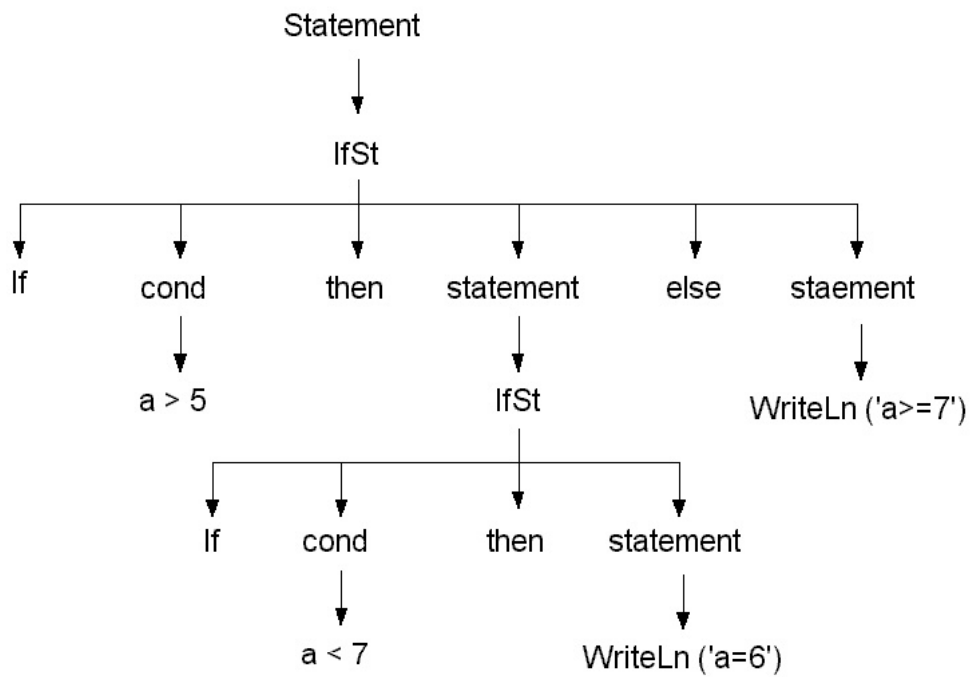 Statement
IfSt
If cond then statement else staement
a > 5 IfSt WriteLn ('a>=7')
If cond then statement
a < 7 WriteLn ('a=6')